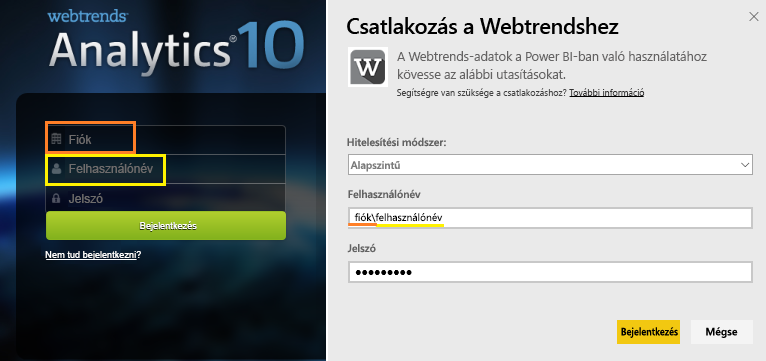 webtrends
Analytics® 10
Fiók
Felhasználónév
Jelszó
Bejelentkezés
Nem tud bejelentkezni?
Csatlakozás a Webtrendshez
W
A Webtrends-adatok a Power BI-ban való használatához
kövesse az alábbi utasításokat.
Segítségre van szüksége a csatlakozáshoz? További információ
Hitelesítési módszer:
Alapszintű
Felhasználónév
fiók\felhasználónév
Jelszó
Bejelentkezés
Mégse